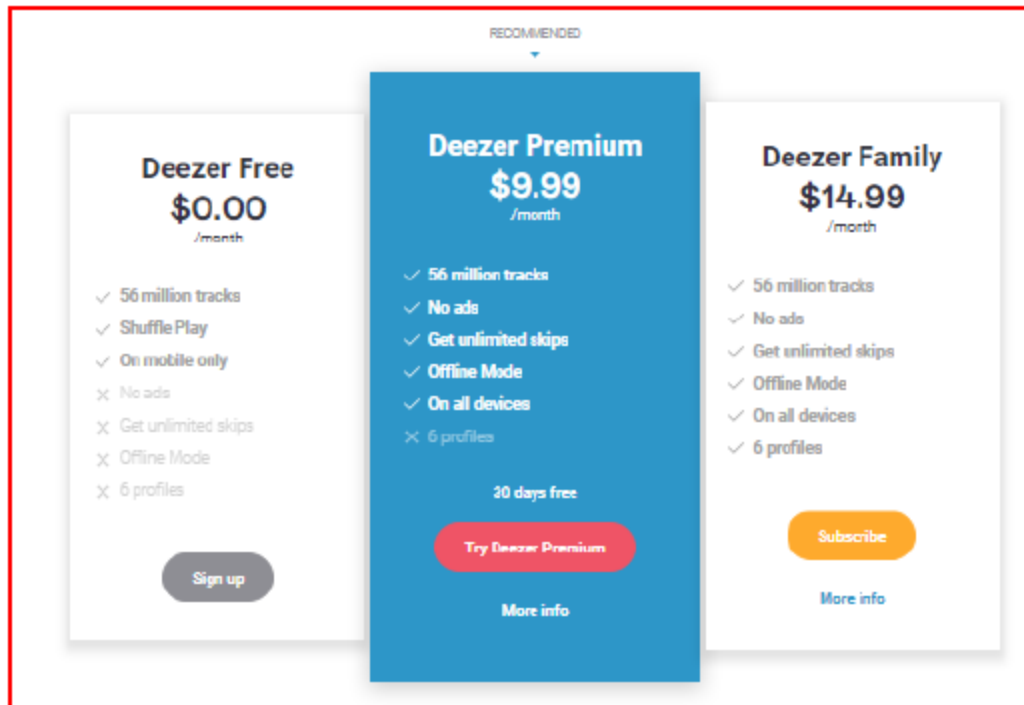 RECOMMENDED
Deezer Free
$0.00
/month
56 million tracks
Shuffle Play
On mobile only
No ads
Get unlimited skips
Offline Mode
6 profiles
Sign up
Deezer Premium
$9.99
/month
56 million tracks
No ads
Get unlimited skips
Offline Mode
On all devices
6 profiles
30 days free
Try Deezer Premium
More info
Deezer Family
$14.99
/month
56 million tracks
No ads
Get unlimited skips
Offline Mode
On all devices
6 profiles
Subscribe
More info